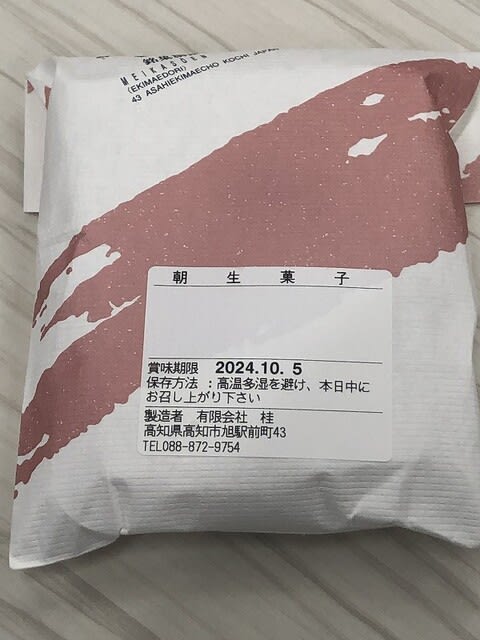 MEIKASDEN
(EKIMAEDORI)
43 ASAHIEKIMAECHO KOCHI JAPAN
朝生菓子
賞味期限 2024.10.5
保存方法：高温多湿を避け、本日中に
お召し上がり下さい
製造者 有限会社 桂
高知県高知市旭駅前町43
TEL088-872-9754